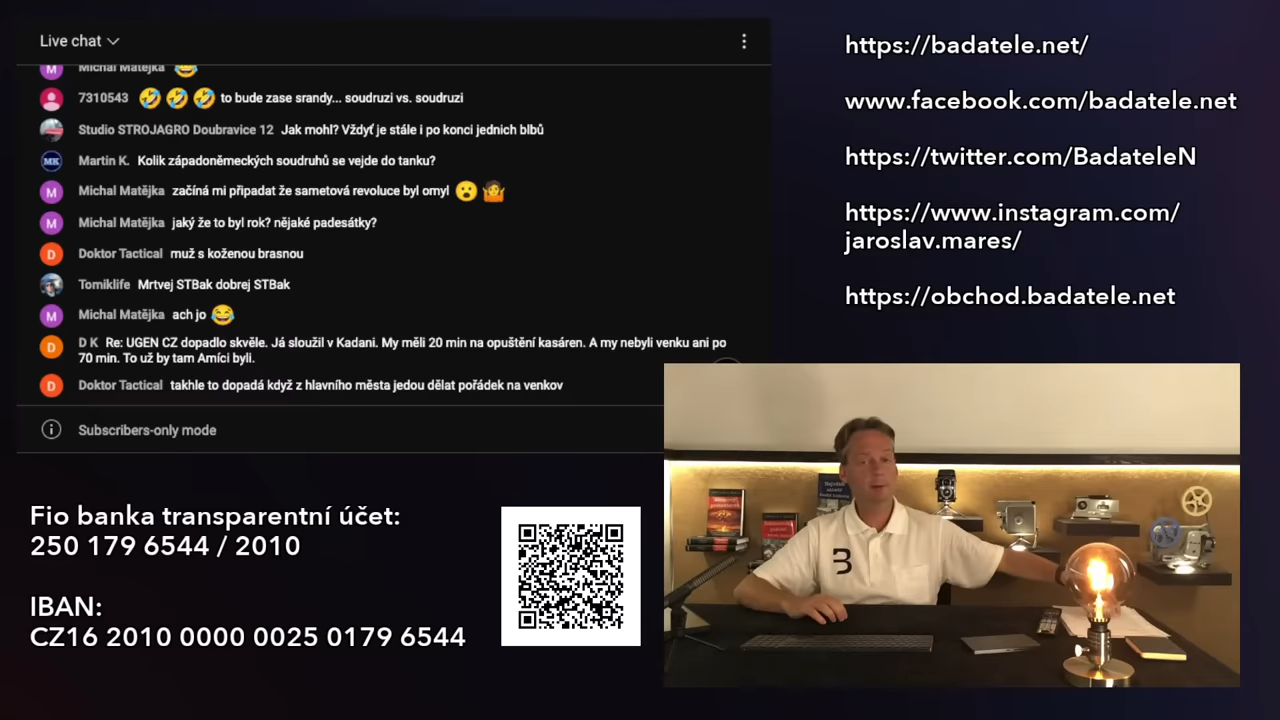 Live chat
Michal Matějka
7310543 to bude zase srandy... soudruzi vs. soudruzi
Studio STROJAGRO Doubravice 12 Jak mohl? Vždyť je stále i po konci jednich blbů
MK Martin K. Kolik západoněmeckých soudruhů se vejde do tanku?
M Michal Matějka začíná mi připadat že sametová revoluce byl omyl
M Michal Matějka jaký že to byl rok? nějaké padesátky?
D Doktor Tactical muž s koženou brasnou
Tomiklife Mrtvej STBak dobrej STBak
M Michal Matějka ach jo
D D K Re: UGEN CZ dopadlo skvěle. Já sloužil v Kadani. My měli 20 min na opuštění kasáren. A my nebyli venku ani po
70 min. To už by tam Amíci byli.
D Doktor Tactical takhle to dopadá když z hlavního města jedou dělat pořádek na venkov
Subscribers-only mode
https://badatele.net/
www.facebook.com/badatele.net
https://twitter.com/BadateleN
https://www.instagram.com/
jaroslav.mares/
https://obchod.badatele.net
Fio banka transparentní účet:
250 179 6544 / 2010
IBAN:
CZ16 2010 0000 0025 0179 6544
B